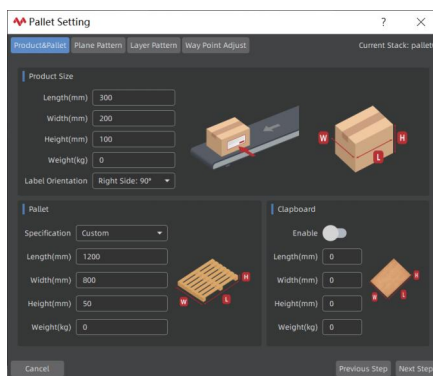 Pallet Setting
Product&Pallet Plane Pattern Layer Pattern Way Point Adjust Current Stack: pallet
Product Size
Length(mm) 300
Width(mm) 200
Height(mm) 100
Weight(kg) 0
Label Orientation Right Side: 90°
W H
L
Pallet
Specification Custom
Length(mm) 1200
Width(mm) 800
Height(mm) 50
Weight(kg) 0
H
W L
Clapboard
Enable
Length(mm) 0
Width(mm) 0
Height(mm) 0
Weight(kg) 0
H
W L
Cancel Previous Step Next Step